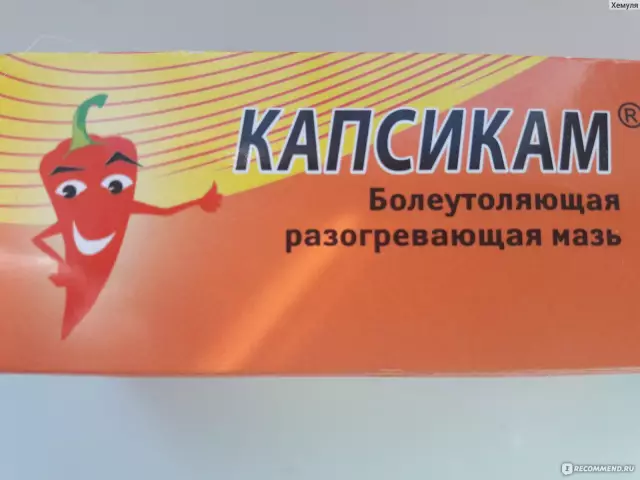 Хемуля
КАПСИКАМ®
Болеутоляющая
разогревающая мазь
IRECOMMEND.RU